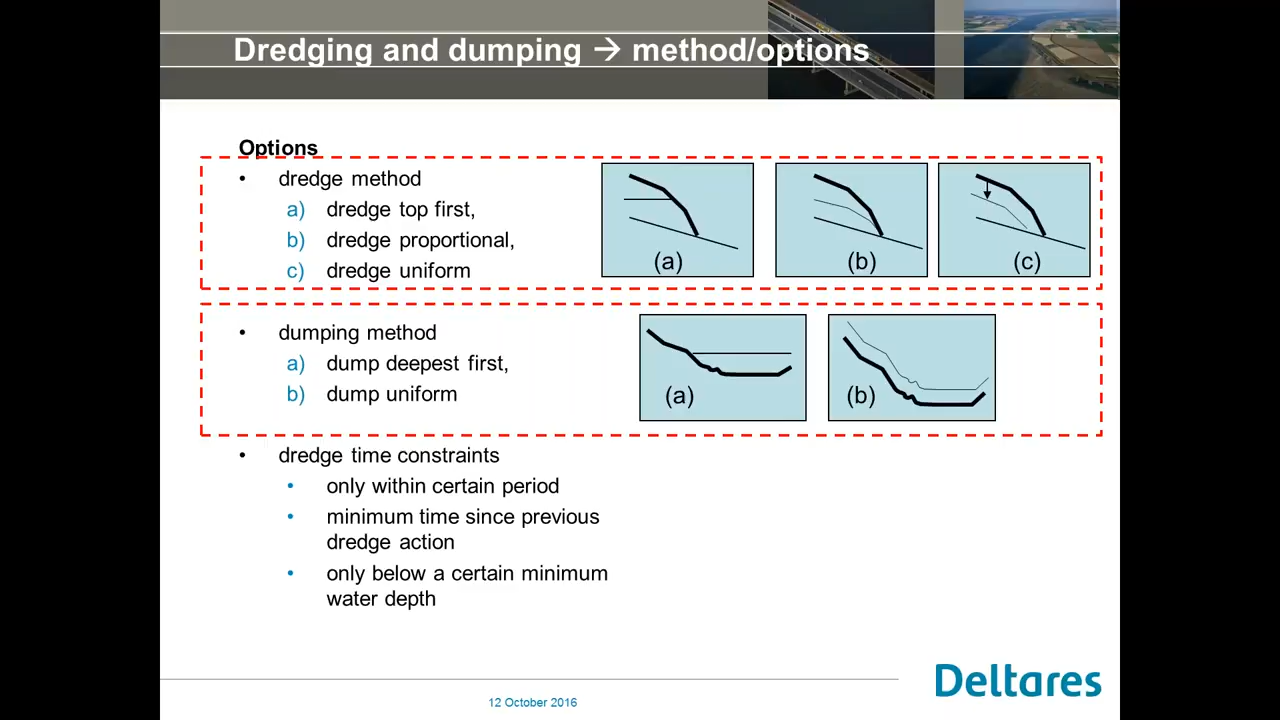 Dredging and dumping → method/options
Options
• dredge method
a) dredge top first,
b) dredge proportional,
c) dredge uniform
(a)
(b)
(c)
• dumping method
a) dump deepest first,
b) dump uniform
(a)
(b)
• dredge time constraints
• only within certain period
• minimum time since previous
dredge action
• only below a certain minimum
water depth
12 October 2016
Deltares